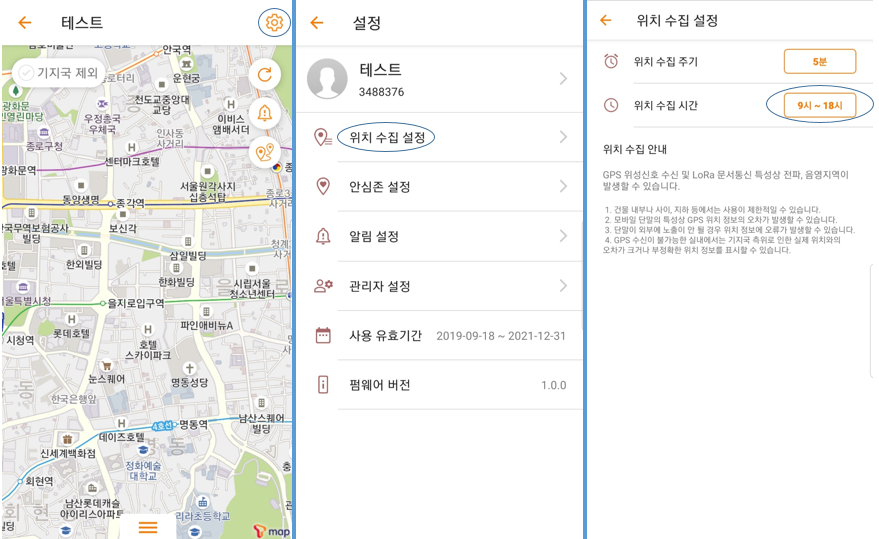 테스트
안국역
기지국 제외
운현궁
천도교중앙대
교당
이비스
앰배서더
광화문
우정총국
우체국
인사동
사거리
종로구청
센터마크호텔
광화문역
서울원각사지
십층석탑
종로3
동양생명
종각역
보신각
한외빌딩
삼일빌딩
한화빌딩
시립서울
청소년센터
을지로입구역
시청역
롯데호텔
호텔
스카이파크
파인애비뉴A
눈스퀘어
명동성당
한국은행앞
4호선
명동역
남산스퀘어
빌딩
데이즈호텔
신세계백화점
정화예술
대학교
회현역
남산롯데캐슬
아이리스아파트
회현
리라초등학교
T map
설정
테스트
3488376
위치 수집 설정
안심존 설정
알림 설정
관리자 설정
사용 유효기간 2019-09-18 ~ 2021-12-31
펌웨어 버전 1.0.0
위치 수집 설정
위치 수집 주기 5분
위치 수집 시간 9시 ~ 18시
위치 수집 안내
GPS 위성신호 수신 및 LoRa 문서통신 특성상 전파, 음영지역이
발생할 수 있습니다.
1. 건물 내부나 사이, 지하 등에서는 사용이 제한적일 수 있습니다.
2. 모바일 단말의 특성상 GPS 위치 정보의 오차가 발생할 수 있습니다.
3. 단말이 외부에 노출이 안 될 경우 위치 정보에 오류가 발생할 수 있습니다.
4. GPS 수신이 불가능한 실내에서는 기지국 측위로 인한 실제 위치와의
오차가 크거나 부정확한 위치 정보를 표시할 수 있습니다.